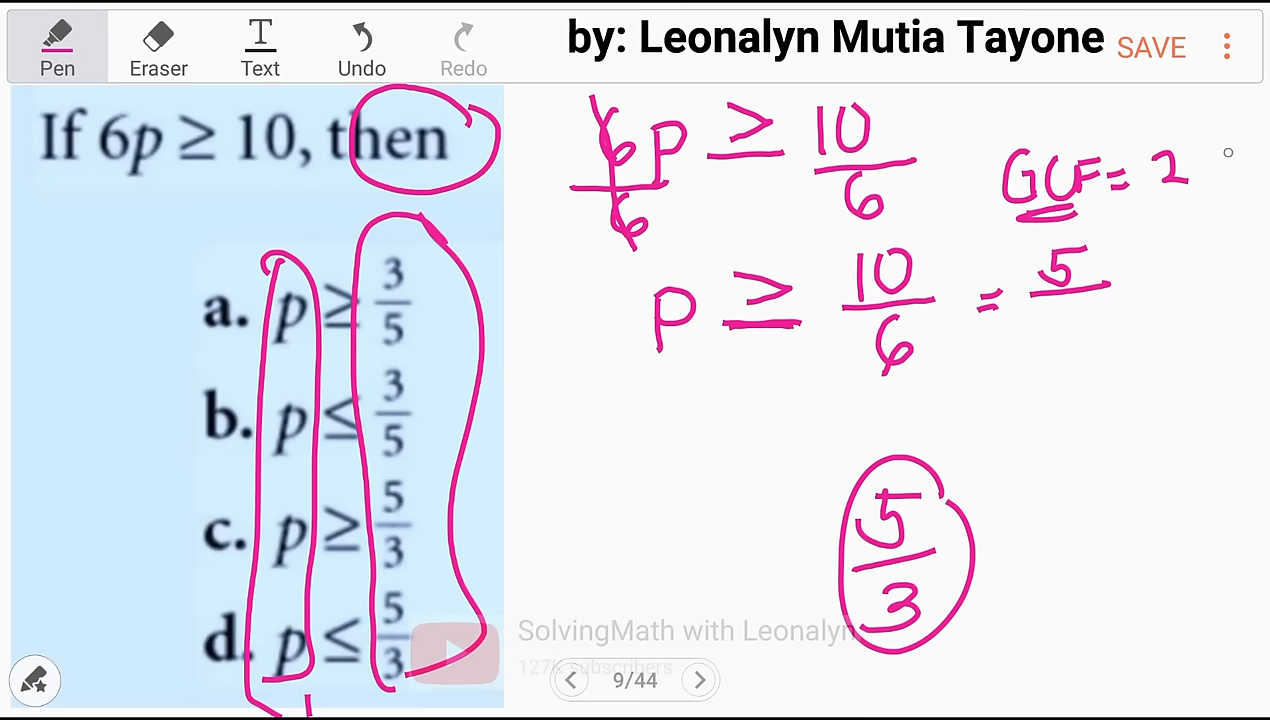 by: Leonalyn Mutia Tayone
SAVE
Pen
Eraser
Text
Undo
Redo
If 6p ≥ 10, then
a. p ≥ 3/5
b. p ≤ 3/5
c. p ≥ 5/3
d. p ≤ 5/3
6p/6 ≥ 10/6
GCF = 2
p ≥ 10/6 = 5
5/3
SolvingMath with Leonalyn
127K subscribers
9/44